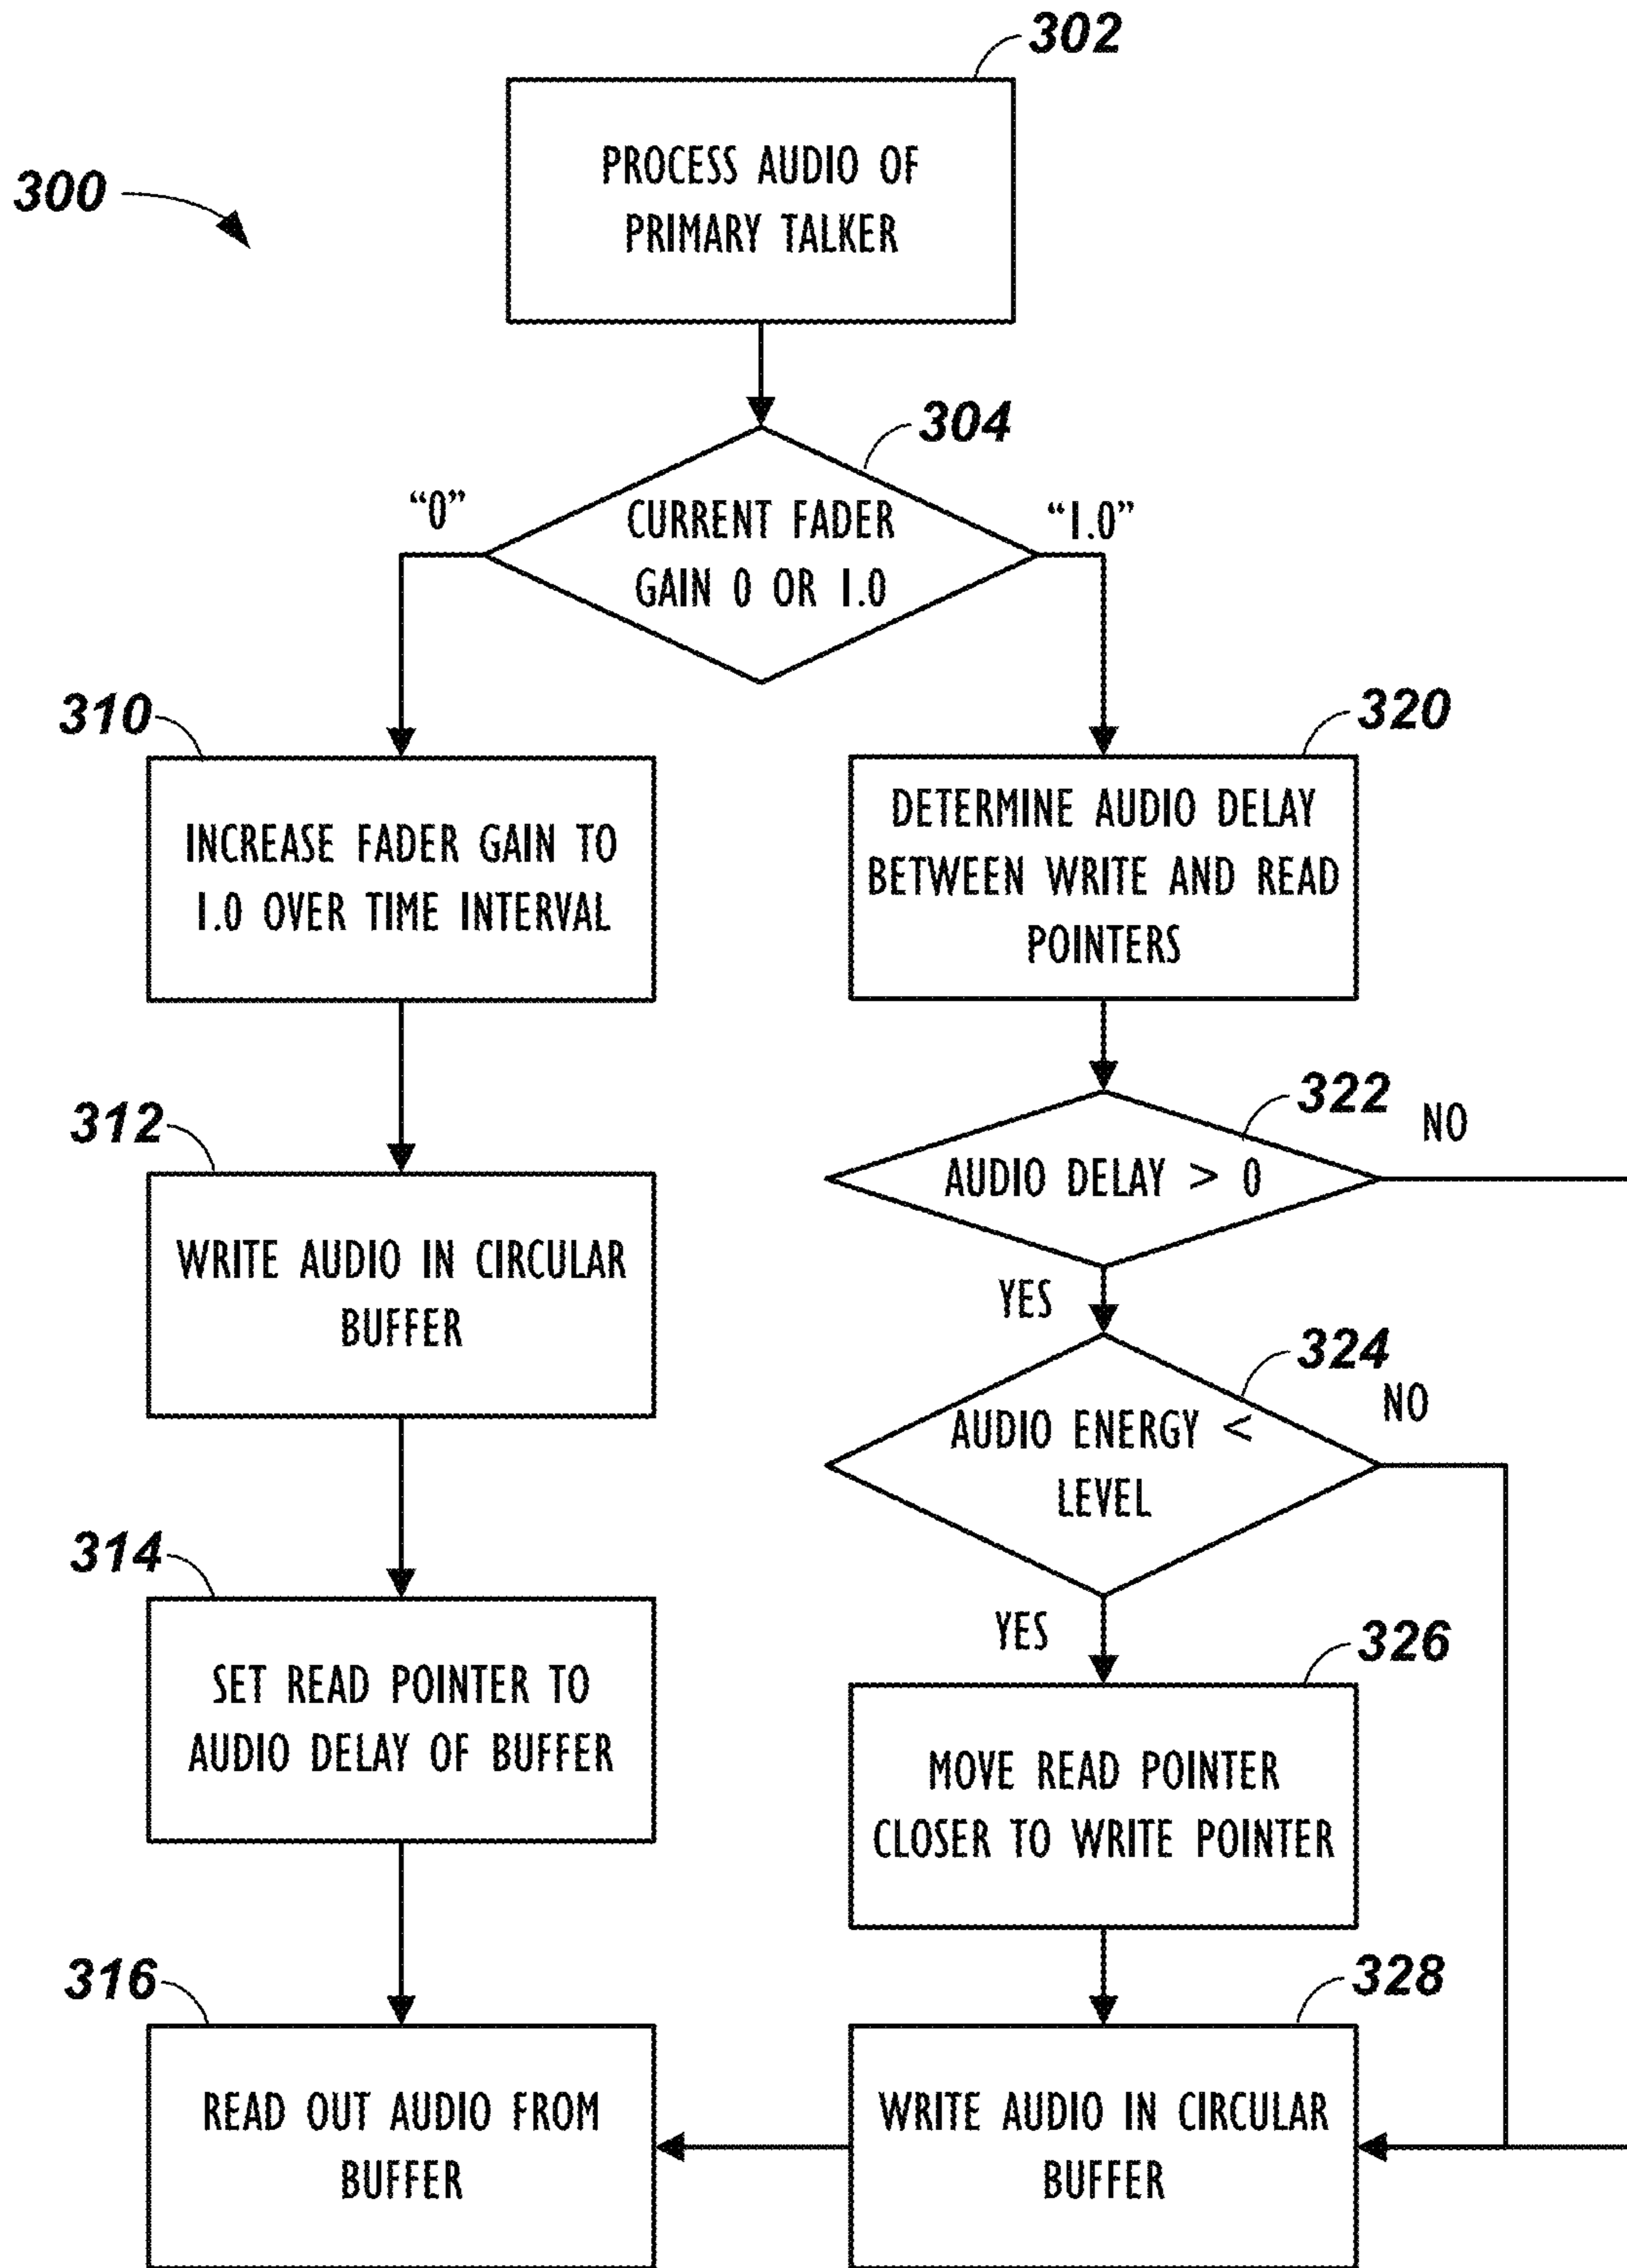 302
PROCESS AUDIO OF
PRIMARY TALKER
300
304
"0"
"1.0"
CURRENT FADER
GAIN 0 OR 1.0
310
INCREASE FADER GAIN TO
1.0 OVER TIME INTERVAL
320
DETERMINE AUDIO DELAY
BETWEEN WRITE AND READ
POINTERS
312
WRITE AUDIO IN CIRCULAR
BUFFER
322
NO
AUDIO DELAY > 0
YES
324
NO
AUDIO ENERGY <
LEVEL
YES
314
SET READ POINTER TO
AUDIO DELAY OF BUFFER
326
MOVE READ POINTER
CLOSER TO WRITE POINTER
316
READ OUT AUDIO FROM
BUFFER
328
WRITE AUDIO IN CIRCULAR
BUFFER